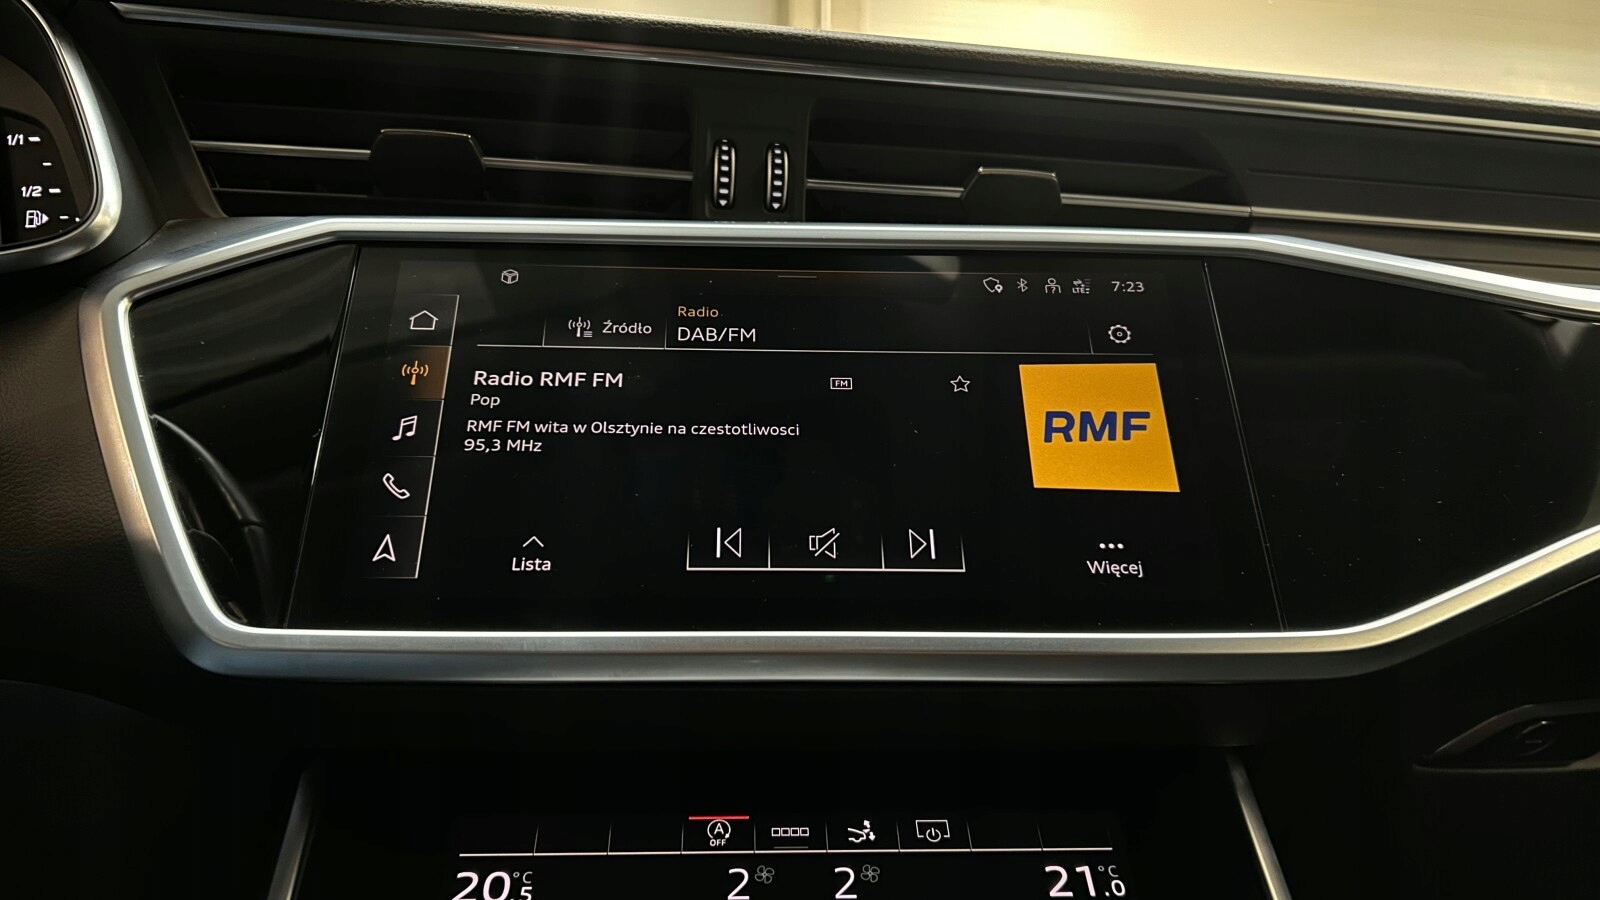 1/1
1/2
LTE
7:23
Źródło
Radio
DAB/FM
Radio RMF FM
FM
Pop
RMF FM wita w Olsztynie na czestotliwosci
95,3 MHz
RMF
Lista
Więcej
A
OFF
20.5 °C
2
2
21.0 °C